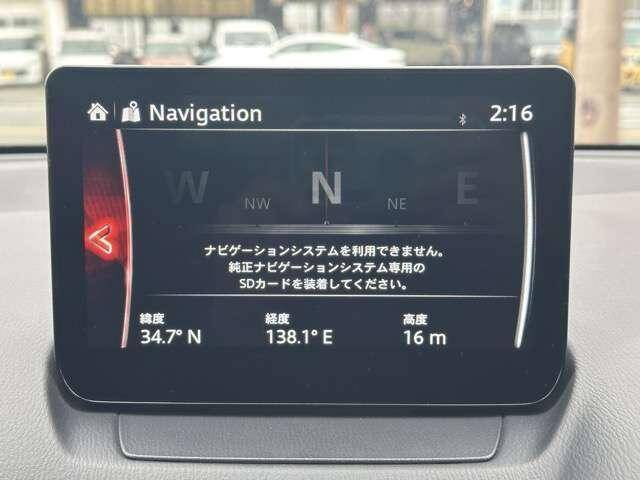 Navigation
2:16
W
NW
N
NE
E
ナビゲーションシステムを利用できません。
純正ナビゲーションシステム専用の
SDカードを装着してください。
緯度
経度
高度
34.7° N
138.1° E
16 m